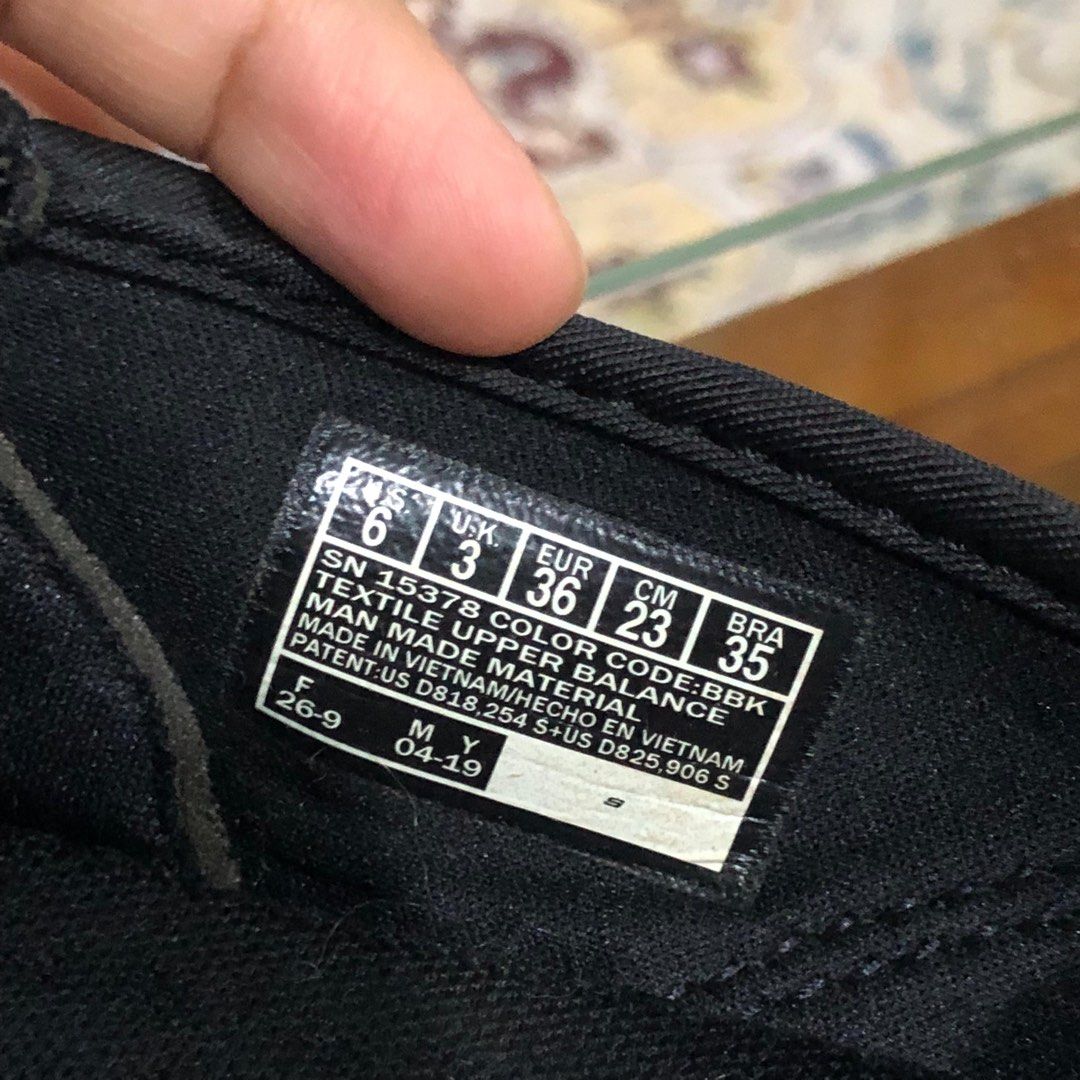 U.S. U.K. EUR CM BRA
6 3 36 23 35
SN 15378 COLOR CODE:BBK
TEXTILE UPPER BALANCE
MAN MADE MATERIAL
MADE IN VIETNAM/HECHO EN VIETNAM
PATENT:US D818,254 S+US D825,906 S
F M Y
26-9 04-19
S